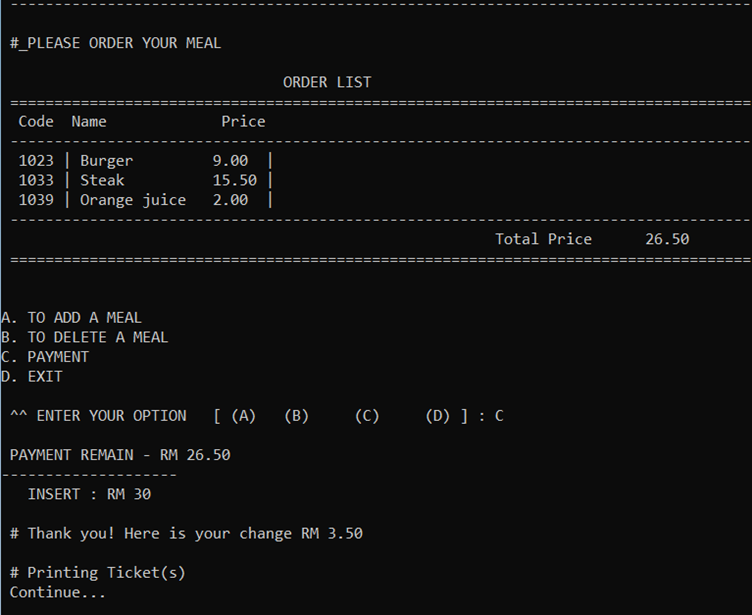 --------------------------------------------------------------------------------
#_PLEASE ORDER YOUR MEAL
ORDER LIST
================================================================================
Code  Name             Price
--------------------------------------------------------------------------------
1023 | Burger         9.00  |
1033 | Steak          15.50 |
1039 | Orange juice   2.00  |
--------------------------------------------------------------------------------
Total Price      26.50
================================================================================
A. TO ADD A MEAL
B. TO DELETE A MEAL
C. PAYMENT
D. EXIT
^^ ENTER YOUR OPTION   [ (A)   (B)     (C)     (D) ] : C
PAYMENT REMAIN - RM 26.50
--------------------
INSERT : RM 30
# Thank you! Here is your change RM 3.50
# Printing Ticket(s)
Continue...